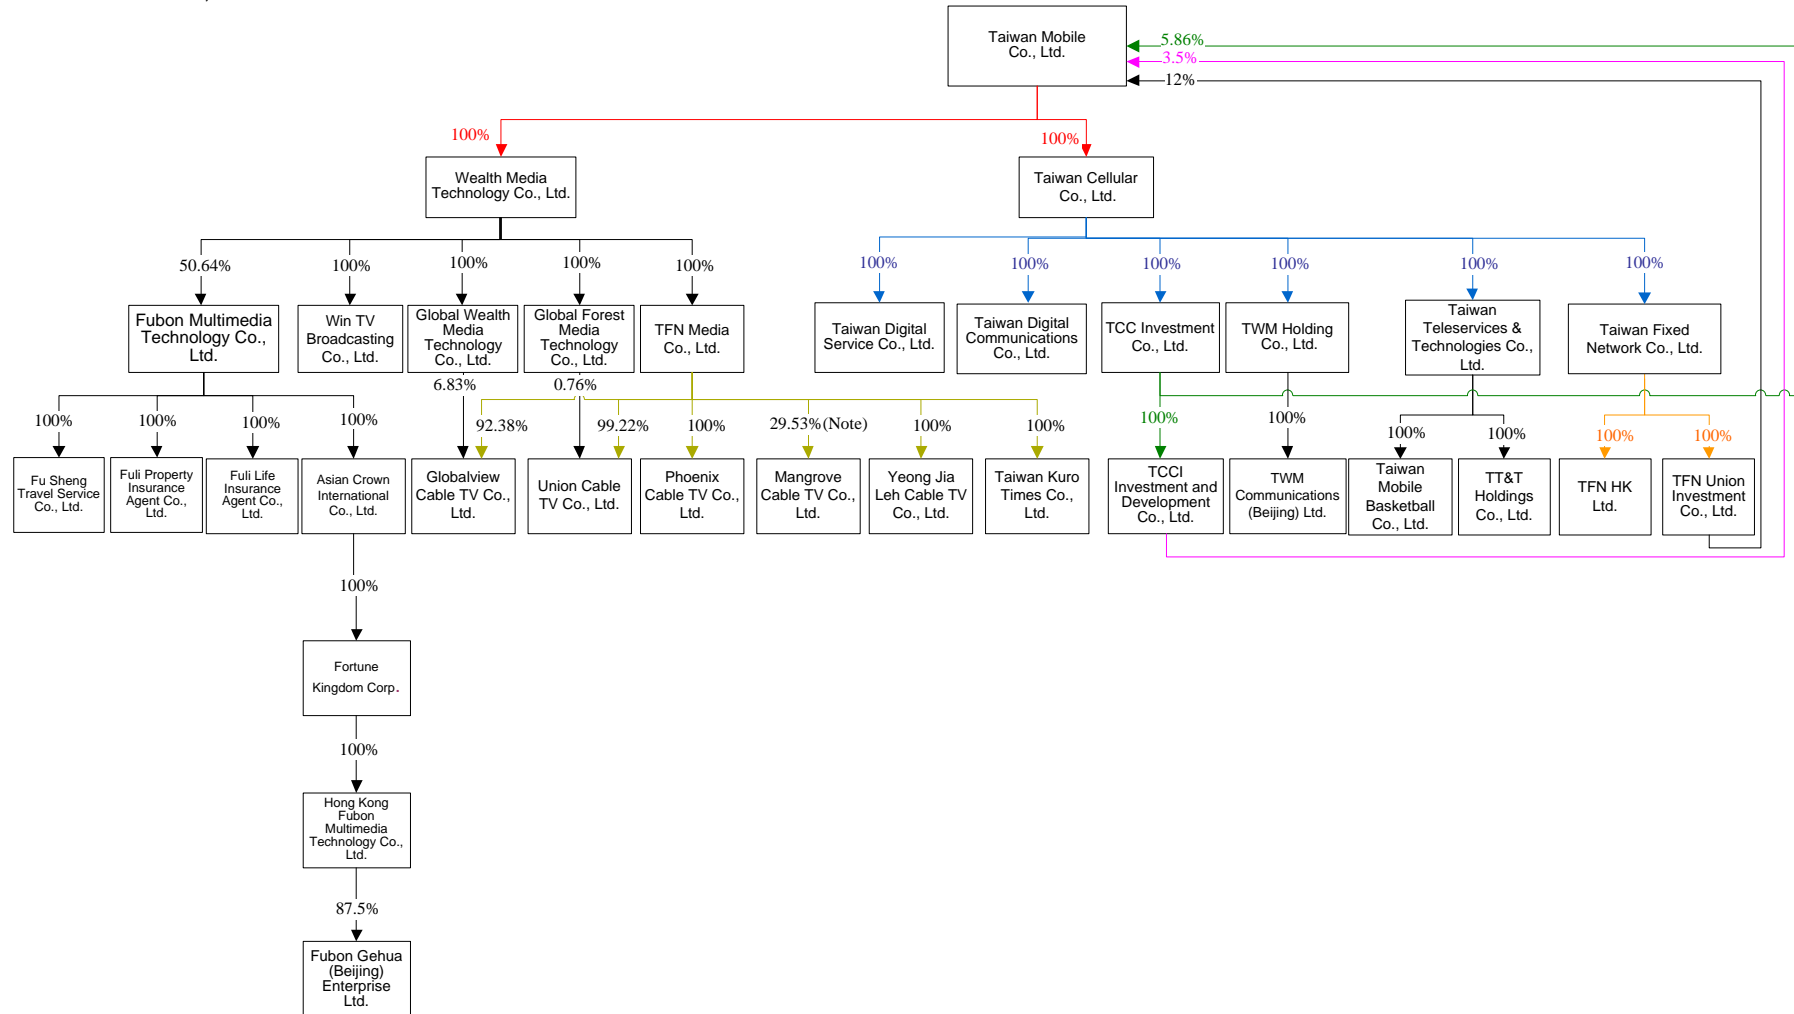 Taiwan Mobile
Co., Ltd.
5.86%
3.5%
12%
100%
100%
Wealth Media
Technology Co., Ltd.
Taiwan Cellular
Co., Ltd.
50.64%
100%
100%
100%
100%
100%
100%
100%
100%
100%
100%
Fubon Multimedia
Technology Co.,
Ltd.
Win TV
Broadcasting
Co., Ltd.
Global Wealth
Media
Technology
Co., Ltd.
Global Forest
Media
Technology
Co., Ltd.
TFN Media
Co., Ltd.
Taiwan Digital
Service Co., Ltd.
Taiwan Digital
Communications
Co., Ltd.
TCC Investment
Co., Ltd.
TWM Holding
Co., Ltd.
Taiwan
Teleservices &
Technologies Co.,
Ltd.
Taiwan Fixed
Network Co., Ltd.
6.83%
0.76%
100%
100%
100%
100%
92.38%
99.22%
100%
29.53%(Note)
100%
100%
100%
100%
100%
100%
100%
100%
Fu Sheng
Travel Service
Co., Ltd.
Fuli Property
Insurance
Agent Co.,
Ltd.
Fuli Life
Insurance
Agent Co.,
Ltd.
Asian Crown
International
Co., Ltd.
Globalview
Cable TV Co.,
Ltd.
Union Cable
TV Co., Ltd.
Phoenix
Cable TV Co.,
Ltd.
Mangrove
Cable TV Co.,
Ltd.
Yeong Jia
Leh Cable TV
Co., Ltd.
Taiwan Kuro
Times Co.,
Ltd.
TCCI
Investment and
Development
Co., Ltd.
TWM
Communications
(Beijing) Ltd.
Taiwan
Mobile
Basketball
Co., Ltd.
TT&T
Holdings
Co., Ltd.
TFN HK
Ltd.
TFN Union
Investment
Co., Ltd.
100%
Fortune
Kingdom Corp.
100%
Hong Kong
Fubon
Multimedia
Technology Co.,
Ltd.
87.5%
Fubon Gehua
(Beijing)
Enterprise
Ltd.